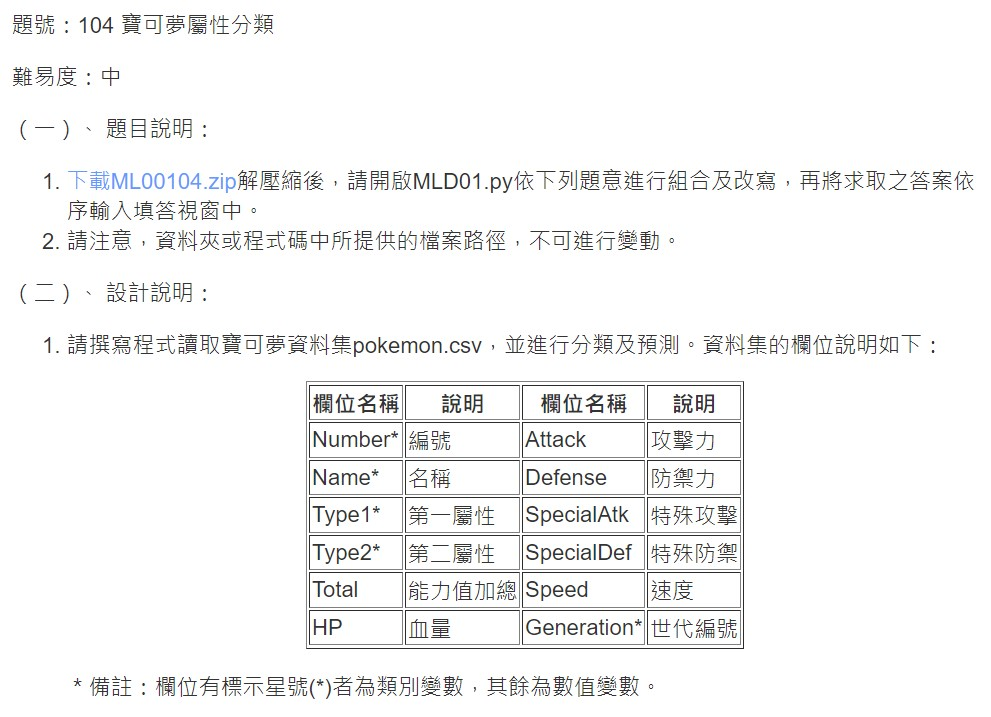 題號：104 寶可夢屬性分類
難易度：中
（一）、 題目說明：
1. 下載ML00104.zip解壓縮後，請開啟MLD01.py依下列題意進行組合及改寫，再將求取之答案依
序輸入填答視窗中。
2. 請注意，資料夾或程式碼中所提供的檔案路徑，不可進行變動。
（二）、 設計說明：
1. 請撰寫程式讀取寶可夢資料集pokemon.csv，並進行分類及預測。資料集的欄位說明如下：
欄位名稱 說明 欄位名稱 說明
Number* 編號 Attack 攻擊力
Name* 名稱 Defense 防禦力
Type1* 第一屬性 SpecialAtk 特殊攻擊
Type2* 第二屬性 SpecialDef 特殊防禦
Total 能力值加總 Speed 速度
HP 血量 Generation* 世代編號
* 備註：欄位有標示星號(*)者為類別變數，其餘為數值變數。